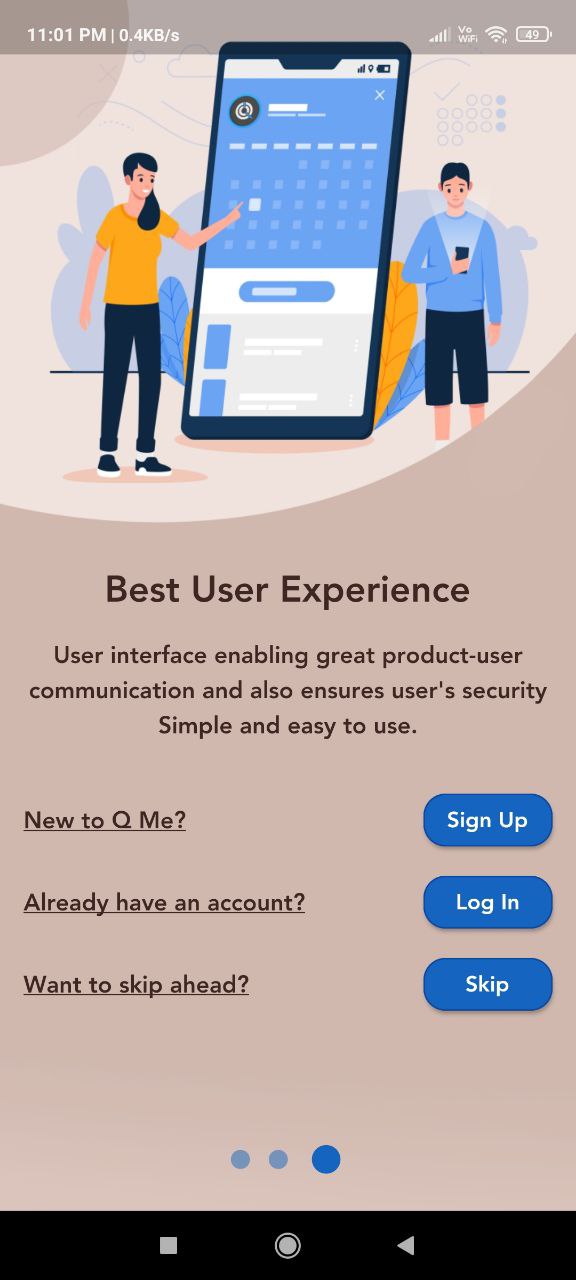 11:01 PM | 0.4KB/s
Vo
WiFi
49
Best User Experience
User interface enabling great product-user
communication and also ensures user's security
Simple and easy to use.
New to Q Me?
Sign Up
Already have an account?
Log In
Want to skip ahead?
Skip